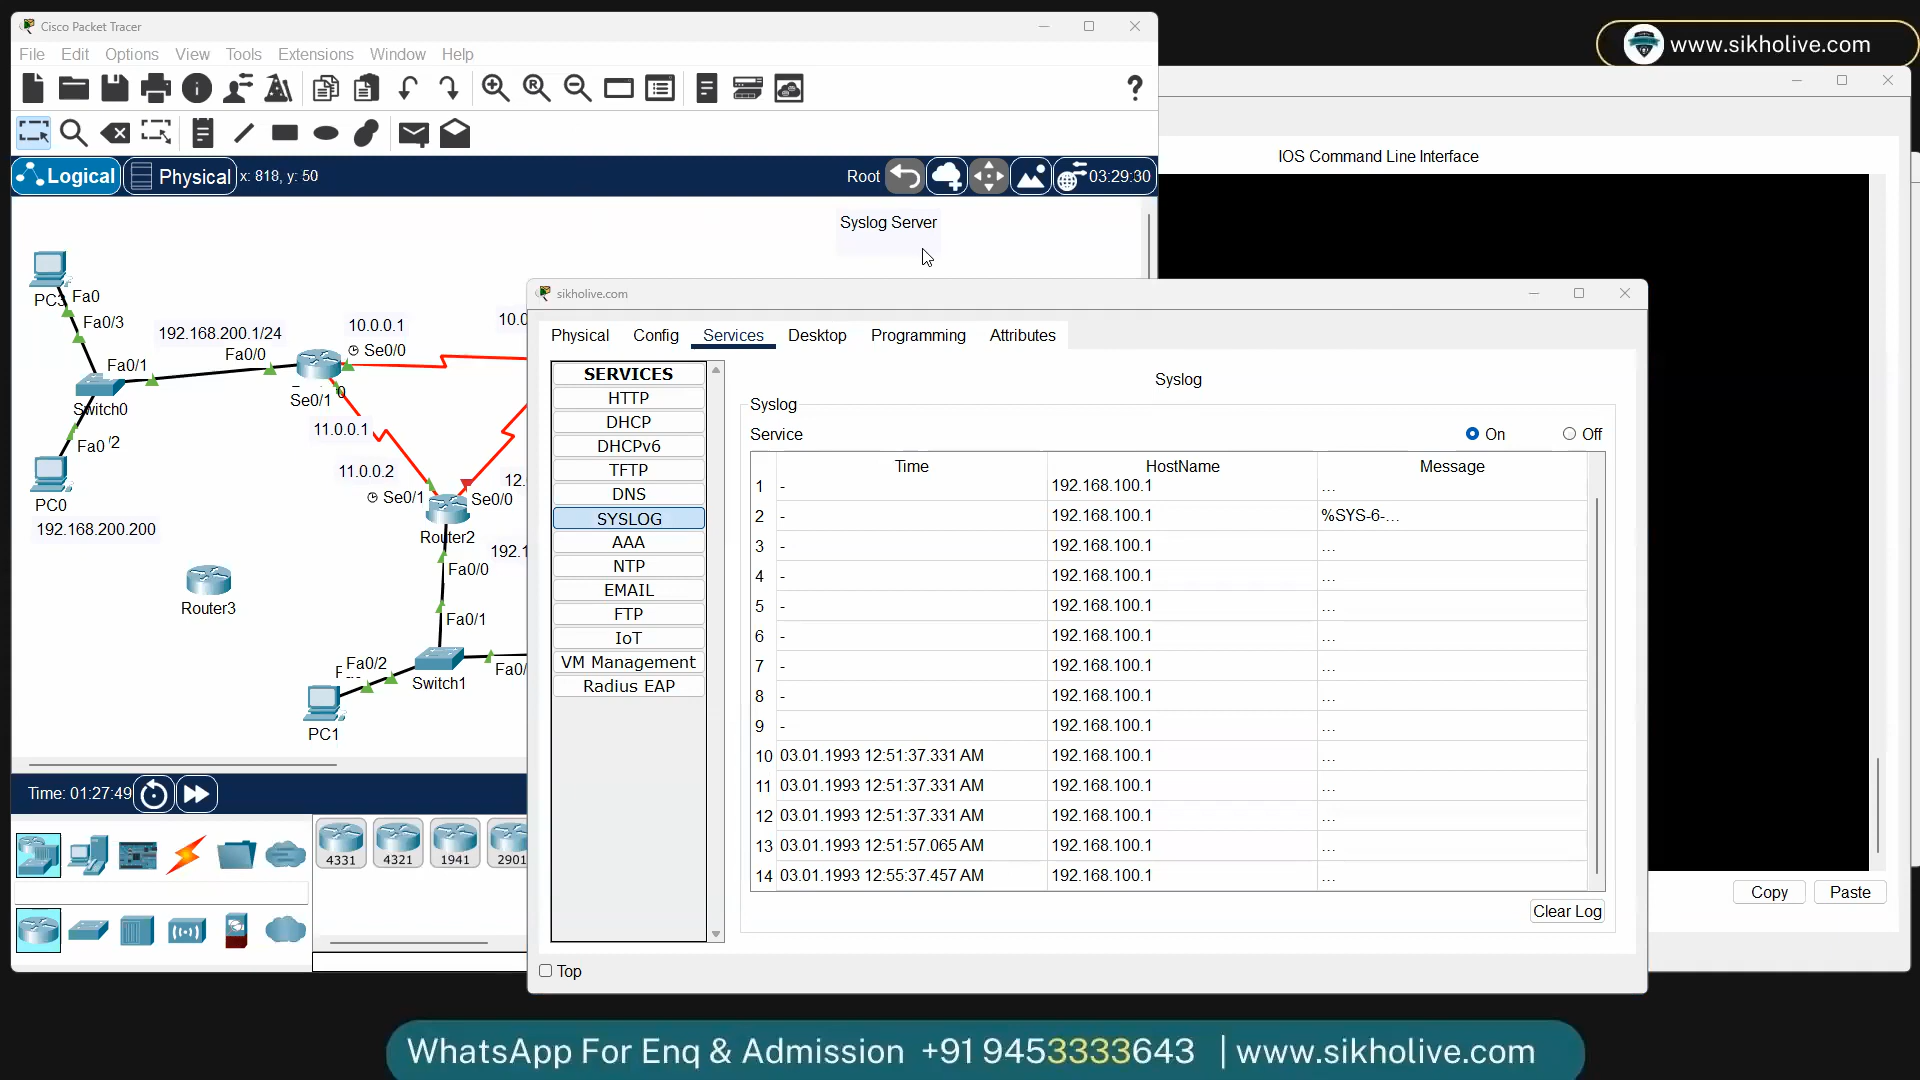 Cisco Packet Tracer
www.sikholive.com
File Edit Options View Tools Extensions Window Help
IOS Command Line Interface
Logical Physical x: 818, y: 50
Root 03:29:30
Syslog Server
PC3
Fa0
Fa0/3
192.168.200.1/24
Fa0/0
10.0.0.1
Se0/0
10.0
Fa0/1
Switch0
Se0/1
0
11.0.0.1
Fa0
/2
11.0.0.2
Se0/1
Se0/0
12.
PC0
192.168.200.200
Router2
192.1
Fa0/0
Router3
Fa0/1
Fa0/2
Switch1
Fa0/
PC1
sikholive.com
Physical Config Services Desktop Programming Attributes
SERVICES
HTTP
DHCP
DHCPv6
TFTP
DNS
SYSLOG
AAA
NTP
EMAIL
FTP
IoT
VM Management
Radius EAP
Syslog
Syslog
Service On Off
Time HostName Message
1 - 192.168.100.1 ...
2 - 192.168.100.1 %SYS-6-...
3 - 192.168.100.1 ...
4 - 192.168.100.1 ...
5 - 192.168.100.1 ...
6 - 192.168.100.1 ...
7 - 192.168.100.1 ...
8 - 192.168.100.1 ...
9 - 192.168.100.1 ...
10 03.01.1993 12:51:37.331 AM 192.168.100.1 ...
11 03.01.1993 12:51:37.331 AM 192.168.100.1 ...
12 03.01.1993 12:51:37.331 AM 192.168.100.1 ...
13 03.01.1993 12:51:57.065 AM 192.168.100.1 ...
14 03.01.1993 12:55:37.457 AM 192.168.100.1 ...
Clear Log
Top
Copy Paste
Time: 01:27:49
4331 4321 1941 2901
WhatsApp For Enq & Admission +91 9453333643 | www.sikholive.com